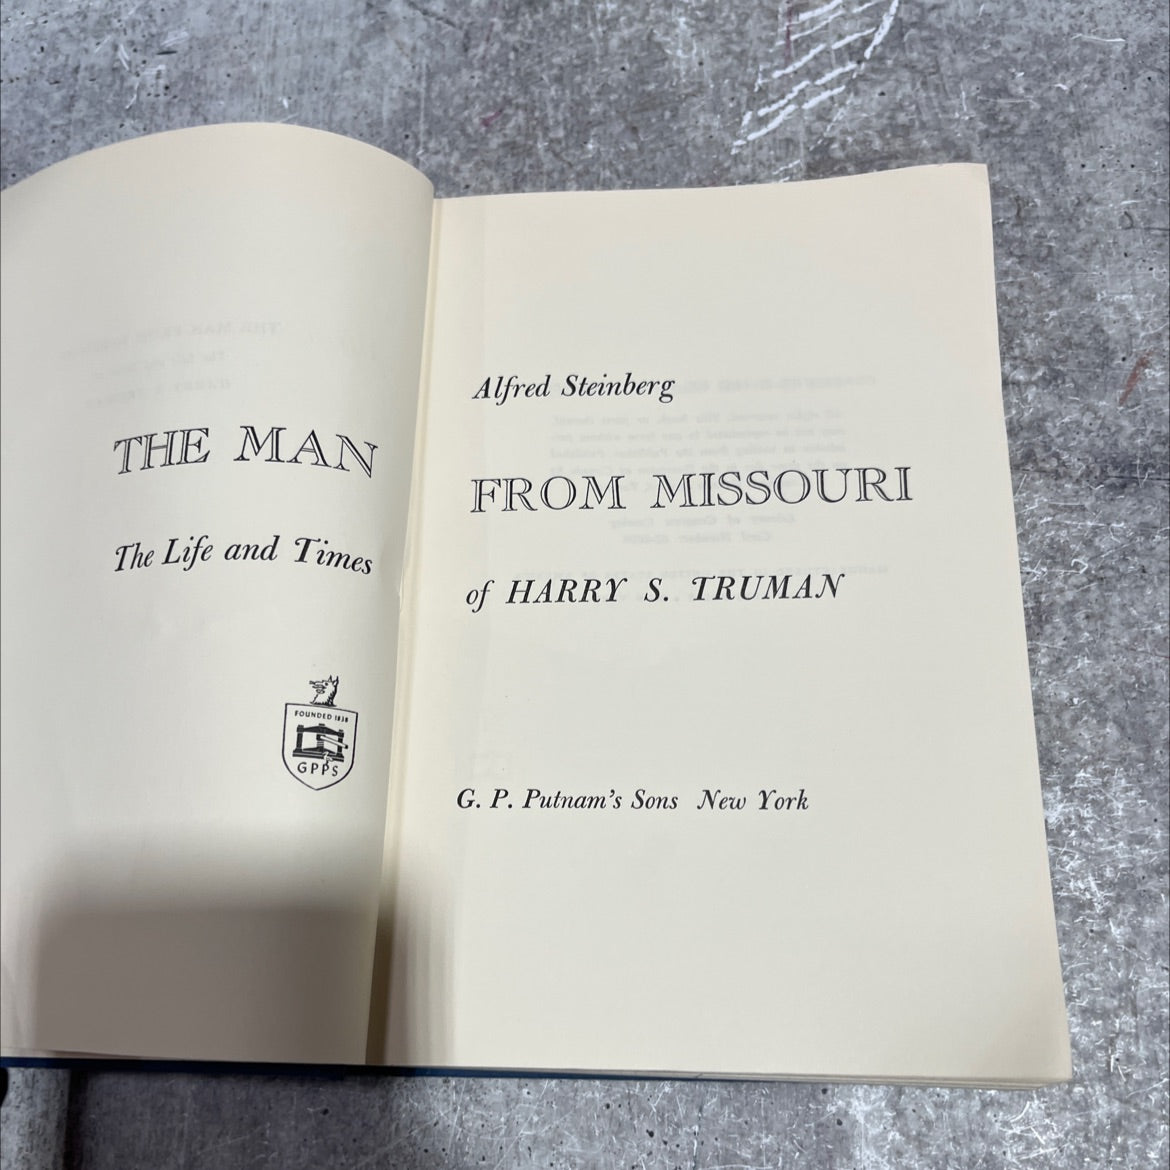 Alfred Steinberg
THE MAN FROM MISSOURI
The Life and Times of HARRY S. TRUMAN
FOUNDED 1838
GPPS
G. P. Putnam's Sons New York